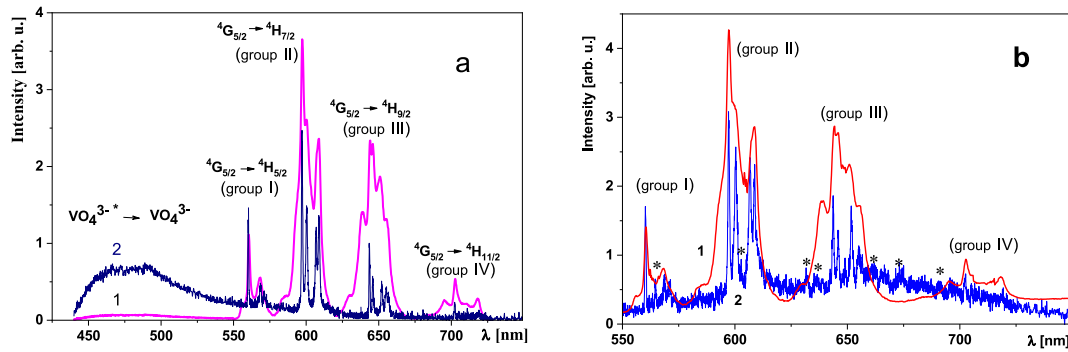 ⁴G₅/₂ → ⁴H₇/₂
(group II)
a
⁴G₅/₂ → ⁴H₉/₂
(group III)
⁴G₅/₂ → ⁴H₅/₂
(group I)
VO₄³⁻ * → VO₄³⁻
⁴G₅/₂ → ⁴H₁₁/₂
(group IV)
2
1
Intensity [arb. u.]
4
3
2
1
0
450 500 550 600 650 700
λ [nm]
(group II)
b
(group III)
(group I)
(group IV)
1
2
* * * * * * * *
Intensity [arb. u.]
4
3
2
1
0
550 600 650 700
λ [nm]